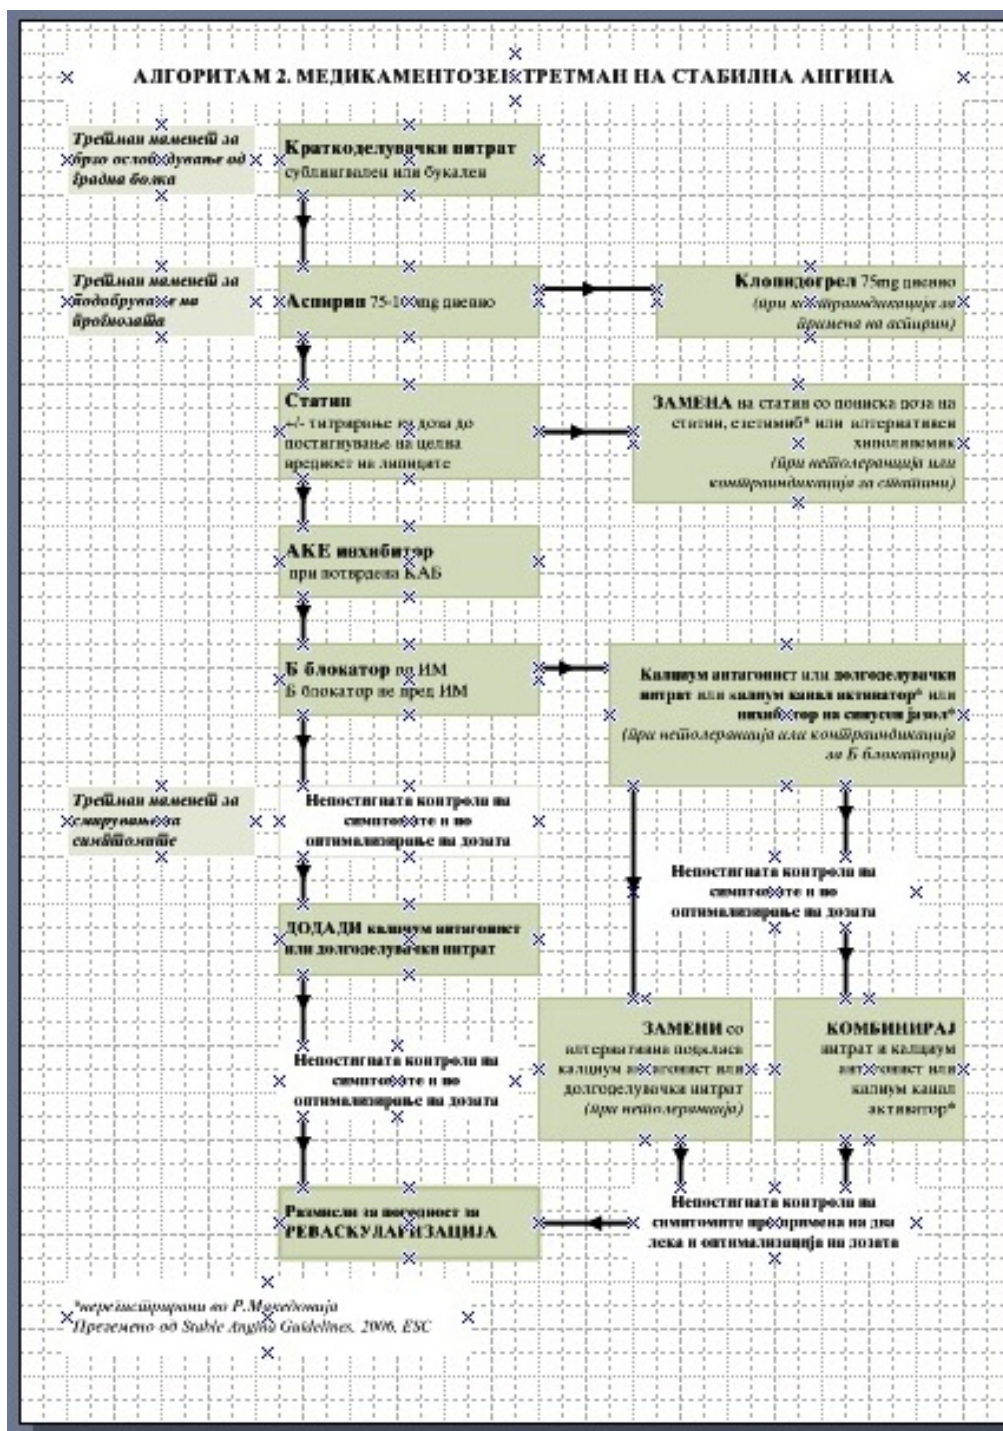 АЛГОРИТАМ 2. МЕДИКАМЕНТОЗЕН ТРЕТМАН НА СТАБИЛНА АНГИНА
Третман наменет за
брзо ослободување од
градна болка
Краткоделувачки нитрат
сублингвален или букален
Третман наменет за
подобрување на
прогнозата
Аспирин 75- mg дневно
Клопидогрел 75mg дневно
(при контраиндикација за
примена на аспирин)
Статин
+/- титрирање на доза до
постигнување на целна
вредност на липидите
ЗАМЕНА на статин со пониска доза на
статин, езетимиб* или алтернативен
хиполипемик
(при нетолеранција или
контраиндикација за статини)
АКЕ инхибитор
при потврдена КАБ
Б блокатор по ИМ
Б блокатор не пред ИМ
Калциум антагонист или долгоделувачки
нитрат или калиум канал активатор* или
инхибитор на синусен јазол*
(при нетолеранција или контраиндикација
за Б блокатори)
Третман наменет за
смирување на
симптомите
Непостигната контрола на
симптомите и по
оптимализирање на дозата
Непостигната контрола на
симптомите и по
оптимализирање на дозата
ДОДАДИ калциум антагонист
или долгоделувачки нитрат
ЗАМЕНИ со
алтернативна подкласа
калциум антагонист или
долгоделувачки нитрат
(при нетолеранција)
КОМБИНИРАЈ
нитрат и калциум
антагонист или
калиум канал
активатор*
Непостигната контрола на
симптомите и по
оптимализирање на дозата
Размисли за погодност за
РЕВАСКУЛАРИЗАЦИЈА
Непостигната контрола на
симптомите при примена на два
лека и оптимализација на дозата
*нерегистрирани во Р.Македонија
Преземено од Stable Angina Guidelines, 2006, ESC